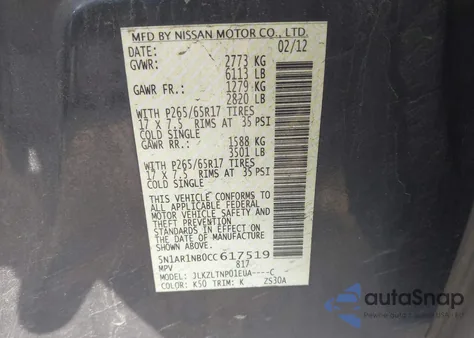 MFD BY NISSAN MOTOR CO., LTD.
DATE: 02/12
GVWR: 2773 KG
6113 LB
GAWR FR.: 1279 KG
2820 LB
WITH P265/65R17 TIRES
17 X 7.5 RIMS AT 35 PSI
COLD SINGLE
GAWR RR.: 1588 KG
3501 LB
WITH P265/65R17 TIRES
17 X 7.5 RIMS AT 35 PSI
COLD SINGLE
THIS VEHICLE CONFORMS TO
ALL APPLICABLE FEDERAL
MOTOR VEHICLE SAFETY
AND THEFT PREVENTION
STANDARDS IN EFFECT ON
THE DATE OF MANUFACTURE
SHOWN ABOVE.
5N1AR1NB0CC617519
MPV 817
MODEL: JLKZLTNP01EUA----C
COLOR: K50 TRIM: K ZS30A
autoSnap
Powered by AutoBidCar